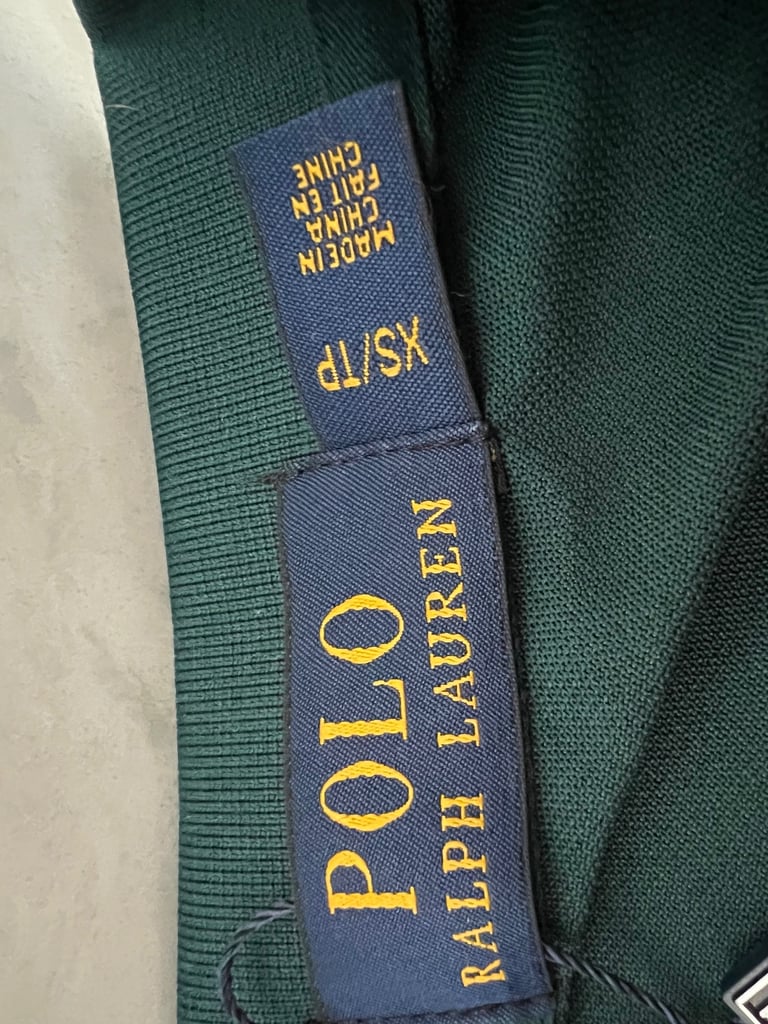 POLO
RALPH LAUREN
XS/TP
MADE IN
CHINA
FAIT EN
CHINE